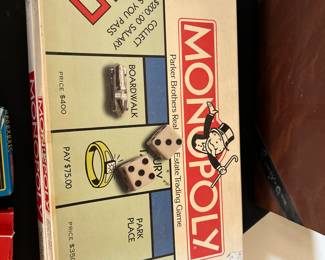 MONOPOLY
Parker Brothers Real Estate Trading Game
COLLECT
$200.00 SALARY
AS YOU PASS
BOARDWALK
PRICE $400
PAY $75.00
PARK
PLACE
MONOPOLY